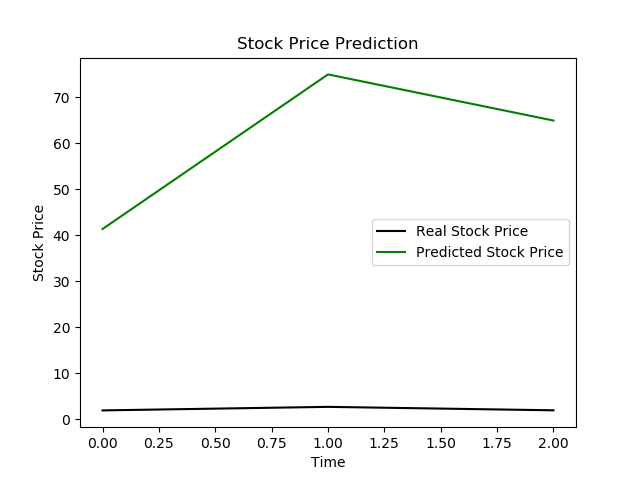 Stock Price Prediction
70
60
50
40
30
20
10
0
Stock Price
Real Stock Price
Predicted Stock Price
0.00 0.25 0.50 0.75 1.00 1.25 1.50 1.75 2.00
Time